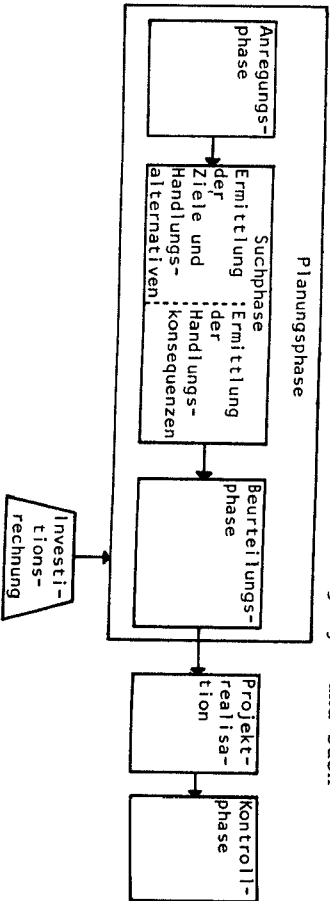 Planungsphase
Anregungs-
phase
Suchphase
Ermittlung
der
Ziele und
Handlungs-
alternativen
Ermittlung
der
Handlungs-
konsequenzen
Beurteilungs-
phase
Projekt-
realisa-
tion
Kontroll-
phase
Investi-
tions-
rechnung